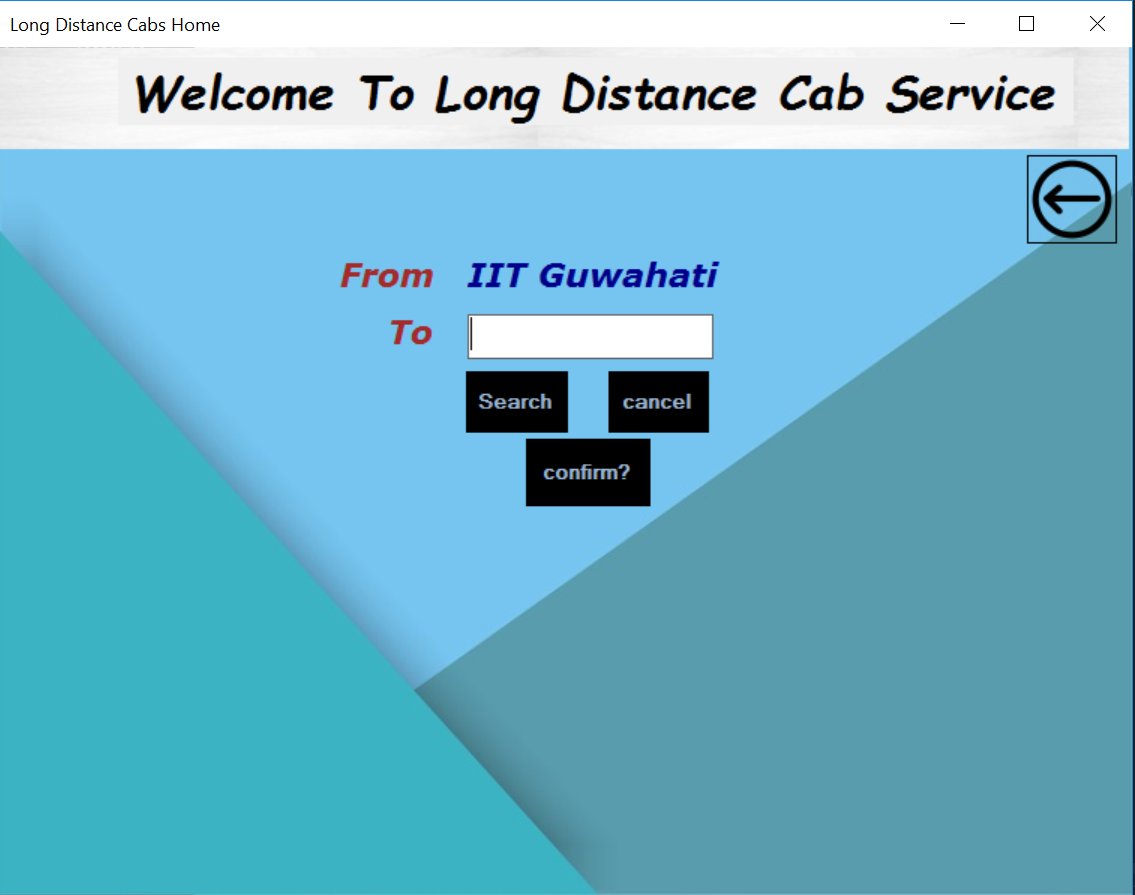 Long Distance Cabs Home
Welcome To Long Distance Cab Service
From IIT Guwahati
To
Search cancel
confirm?